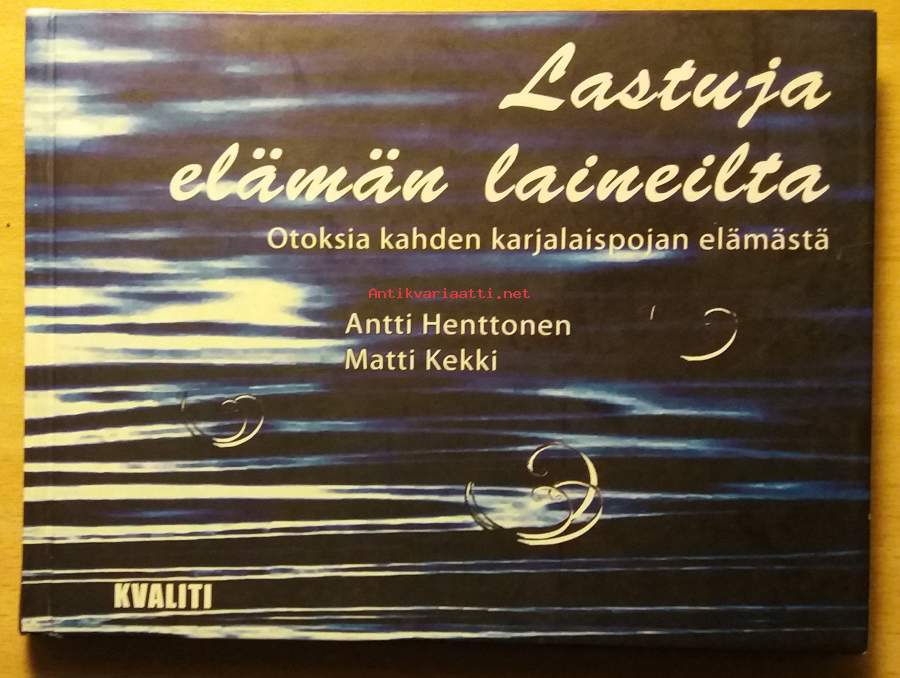 Lastuja
elämän laineilta
Otoksia kahden karjalaispojan elämästä
Antikvariaatti.net
Antti Henttonen
Matti Kekki
KVALITI